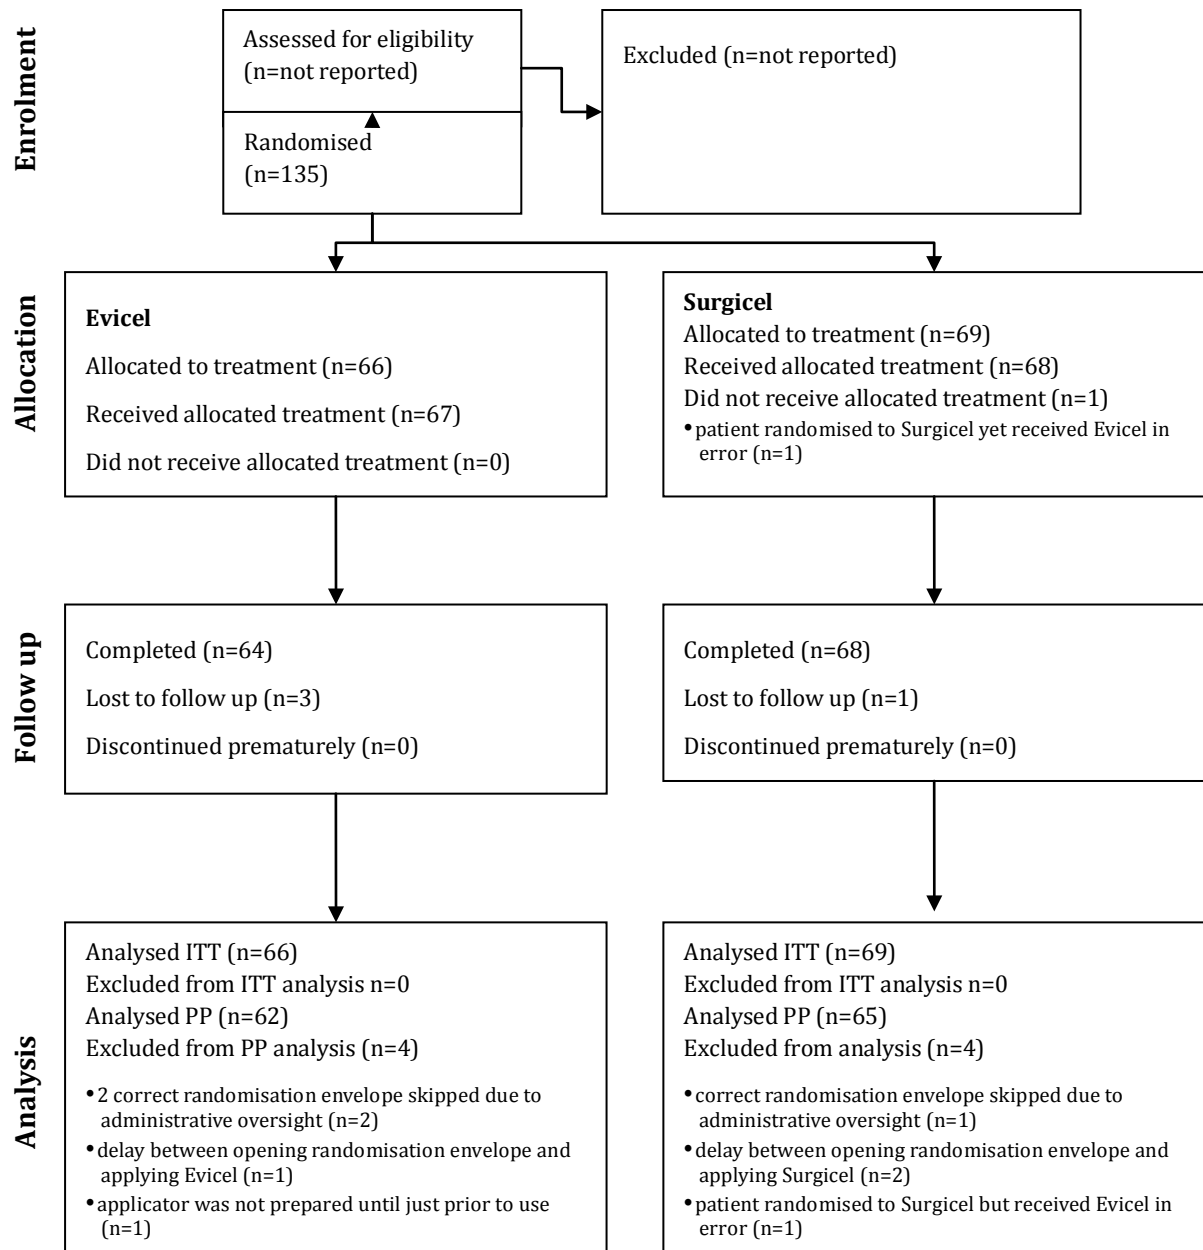 Enrolment
Assessed for eligibility
(n=not reported)
Excluded (n=not reported)
Randomised
(n=135)
Allocation
Evicel
Allocated to treatment (n=66)
Received allocated treatment (n=67)
Did not receive allocated treatment (n=0)
Surgicel
Allocated to treatment (n=69)
Received allocated treatment (n=68)
Did not receive allocated treatment (n=1)
•patient randomised to Surgicel yet received Evicel in
error (n=1)
Follow up
Completed (n=64)
Lost to follow up (n=3)
Discontinued prematurely (n=0)
Completed (n=68)
Lost to follow up (n=1)
Discontinued prematurely (n=0)
Analysis
Analysed ITT (n=66)
Excluded from ITT analysis n=0
Analysed PP (n=62)
Excluded from PP analysis (n=4)
•2 correct randomisation envelope skipped due to
administrative oversight (n=2)
•delay between opening randomisation envelope and
applying Evicel (n=1)
•applicator was not prepared until just prior to use
(n=1)
Analysed ITT (n=69)
Excluded from ITT analysis n=0
Analysed PP (n=65)
Excluded from analysis (n=4)
•correct randomisation envelope skipped due to
administrative oversight (n=1)
•delay between opening randomisation envelope and
applying Surgicel (n=2)
•patient randomised to Surgicel but received Evicel in
error (n=1)